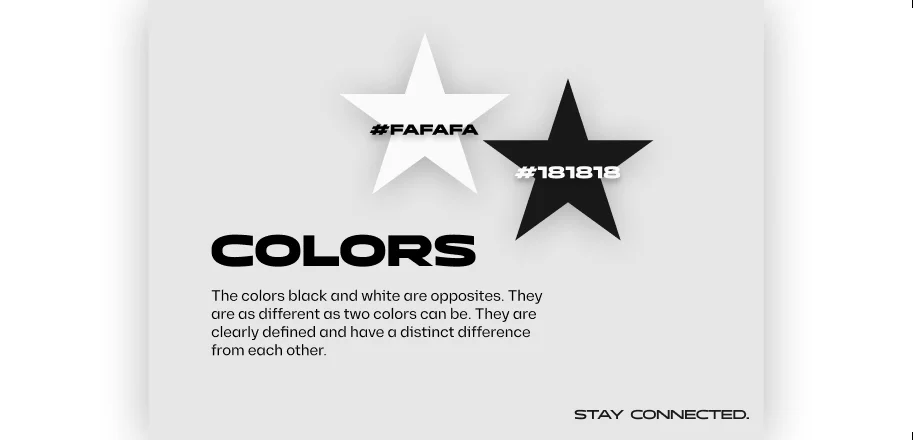 #FAFAFA
#181818
COLORS
The colors black and white are opposites. They
are as different as two colors can be. They are
clearly defined and have a distinct difference
from each other.
STAY CONNECTED.